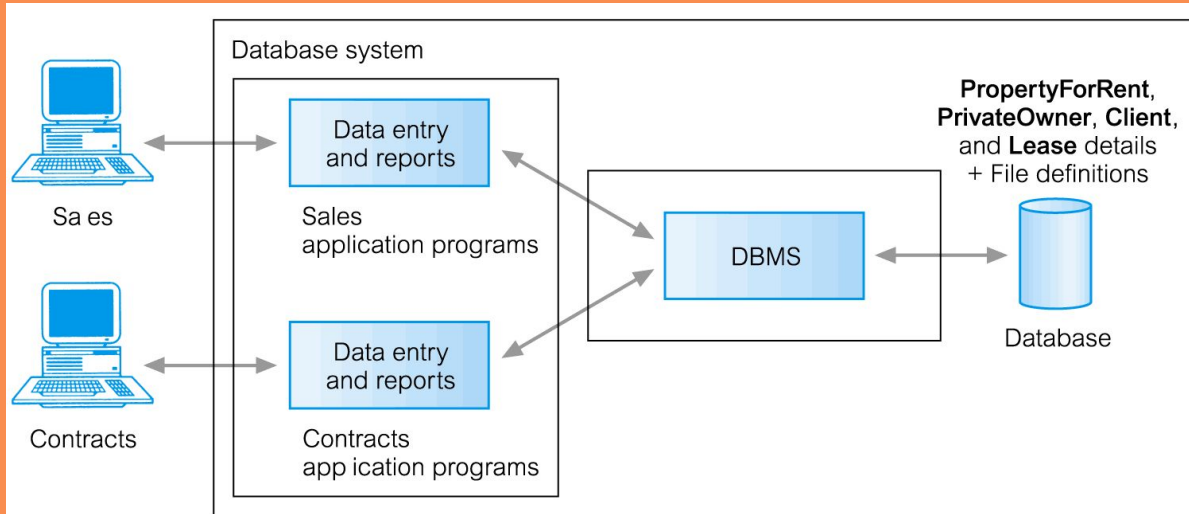 Database system
PropertyForRent,
PrivateOwner, Client,
and Lease details
+ File definitions
Data entry
and reports
Sa es
Sales
application programs
DBMS
Database
Data entry
and reports
Contracts
Contracts
app ication programs